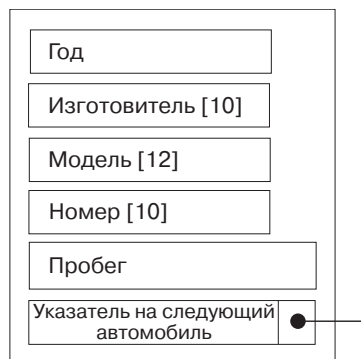 Год
Изготовитель [10]
Модель [12]
Номер [10]
Пробег
Указатель на следующий
автомобиль